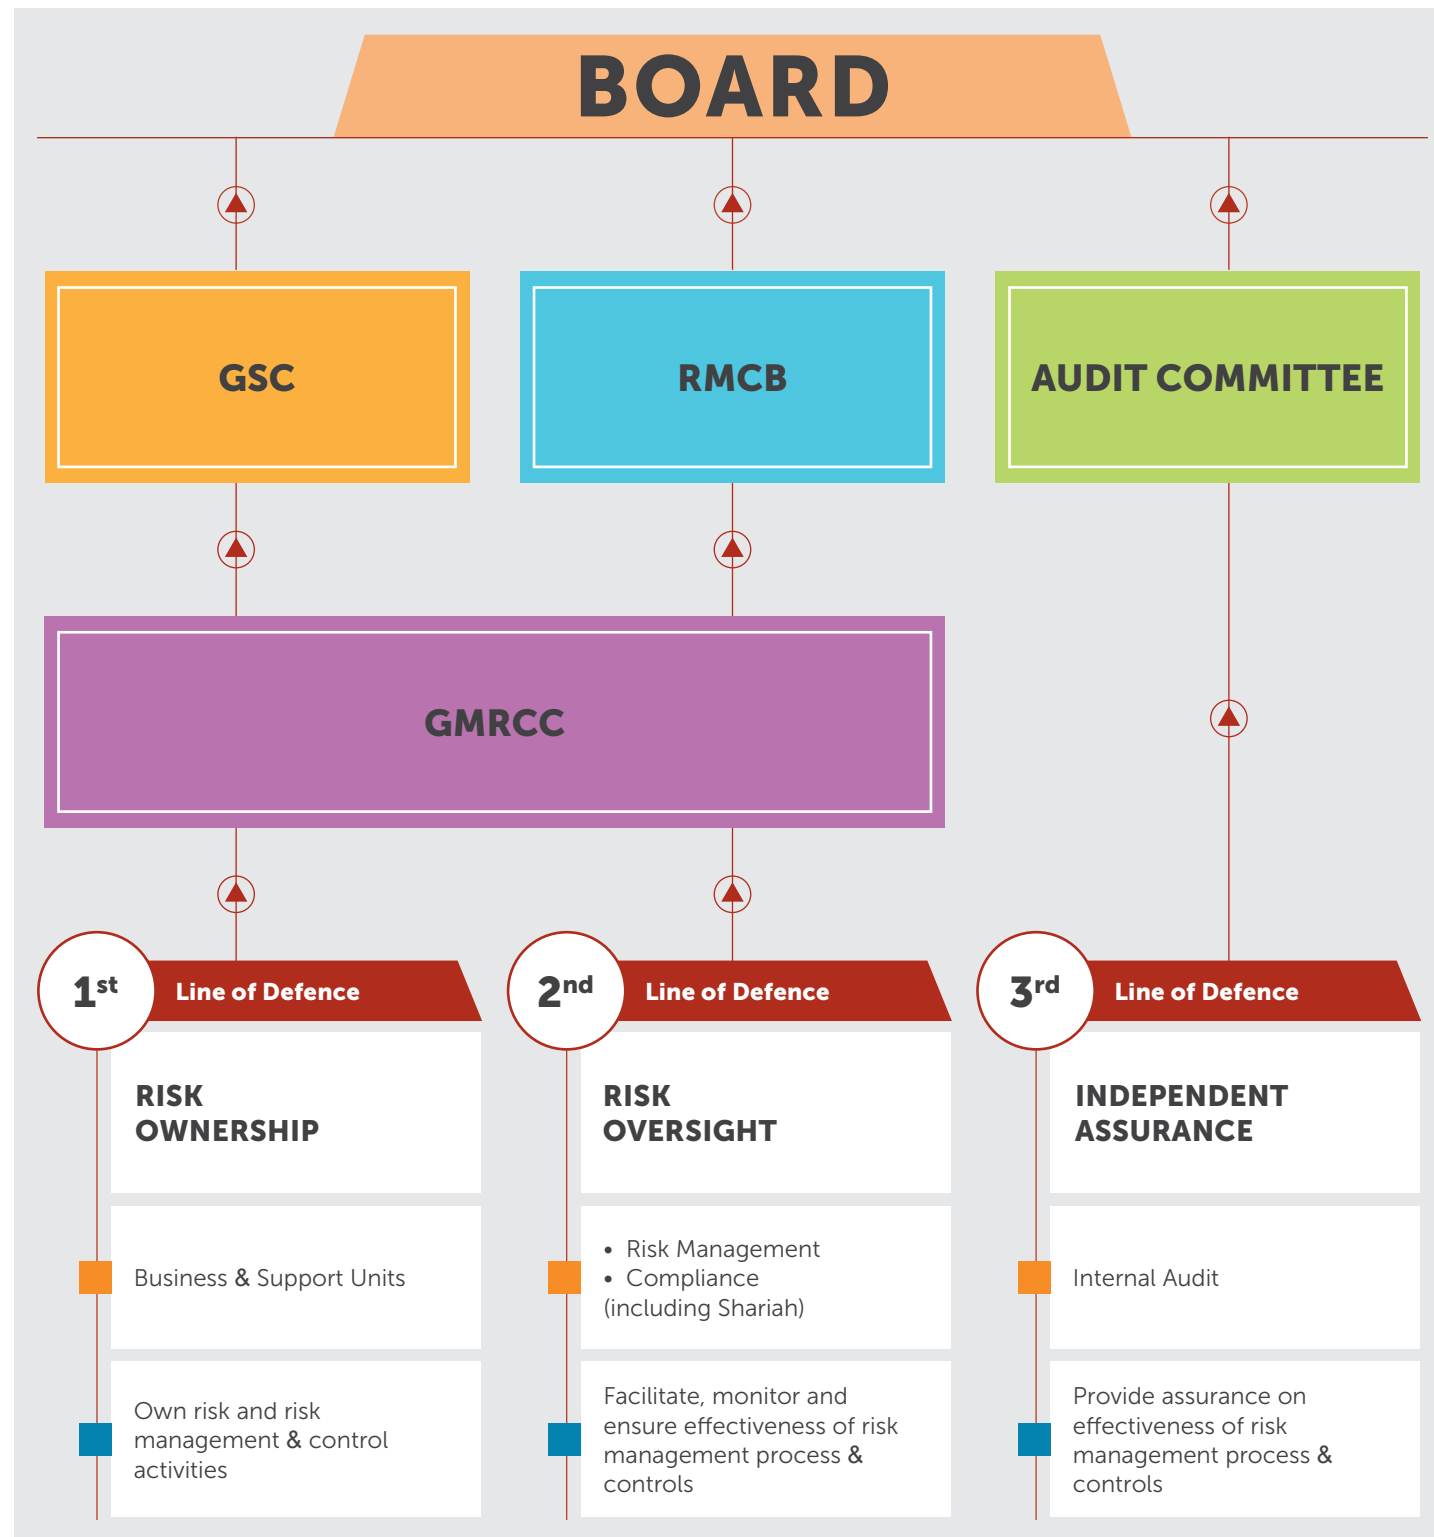 BOARD
GSC
RMCB
AUDIT COMMITTEE
GMRCC
1st
Line of Defence
RISK
OWNERSHIP
Business & Support Units
Own risk and risk
management & control
activities
2nd
Line of Defence
RISK
OVERSIGHT
• Risk Management
• Compliance
(including Shariah)
Facilitate, monitor and
ensure effectiveness of risk
management process &
controls
3rd
Line of Defence
INDEPENDENT
ASSURANCE
Internal Audit
Provide assurance on
effectiveness of risk
management process &
controls